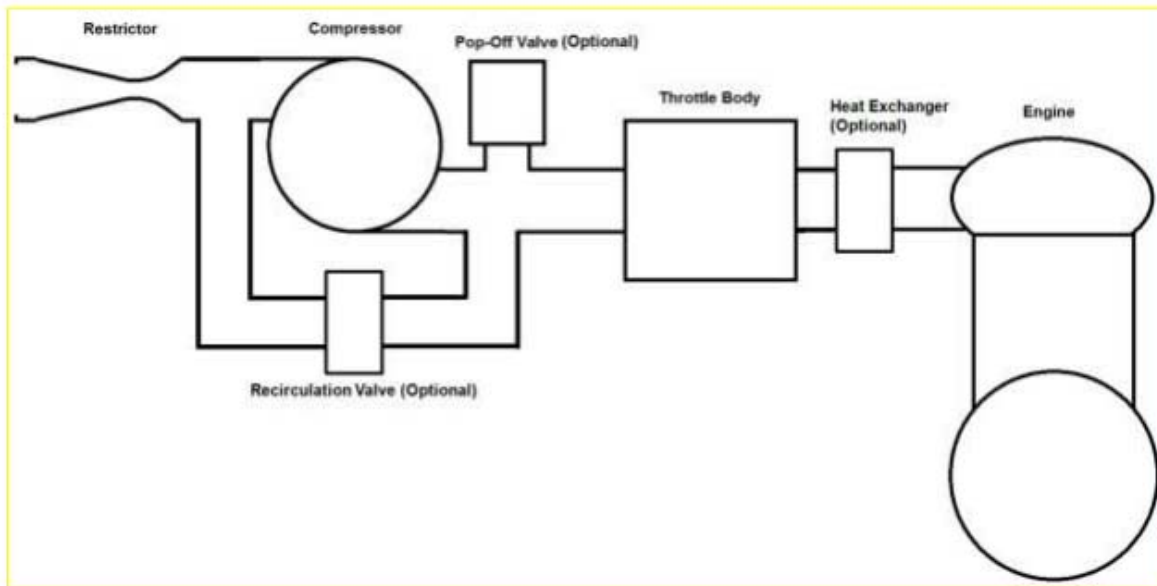 Restrictor
Compressor
Pop-Off Valve (Optional)
Throttle Body
Heat Exchanger
(Optional)
Engine
Recirculation Valve (Optional)